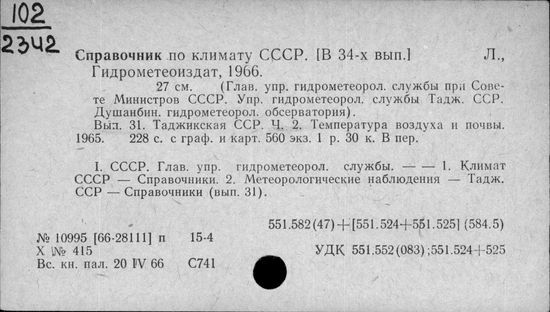 102
2342
Справочник по климату СССР. [В 34-х вып.] Л.,
Гидрометеоиздат, 1966.
27 см. (Глав. упр. гидрометеорол. службы при Сове-
те Министров СССР. Упр. гидрометеорол. службы Тадж. ССР.
Душанбин. гидрометеорол. обсерватория).
Вып. 31. Таджикская ССР. Ч. 2. Температура воздуха и почвы.
1965. 228 с. с граф. и карт. 560 экз. 1 р. 30 к. В пер.
I. СССР. Глав. упр. гидрометеорол. службы. — — 1. Климат
СССР — Справочники. 2. Метеорологические наблюдения — Тадж.
ССР — Справочники (вып. 31).
551.582(47)+[551.524+551.525] (584.5)
№ 10995 [66-28111] п 15-4
Х № 415 УДК 551.552(083);551.524+525
Вс. кн. пал. 20 IV 66 С741